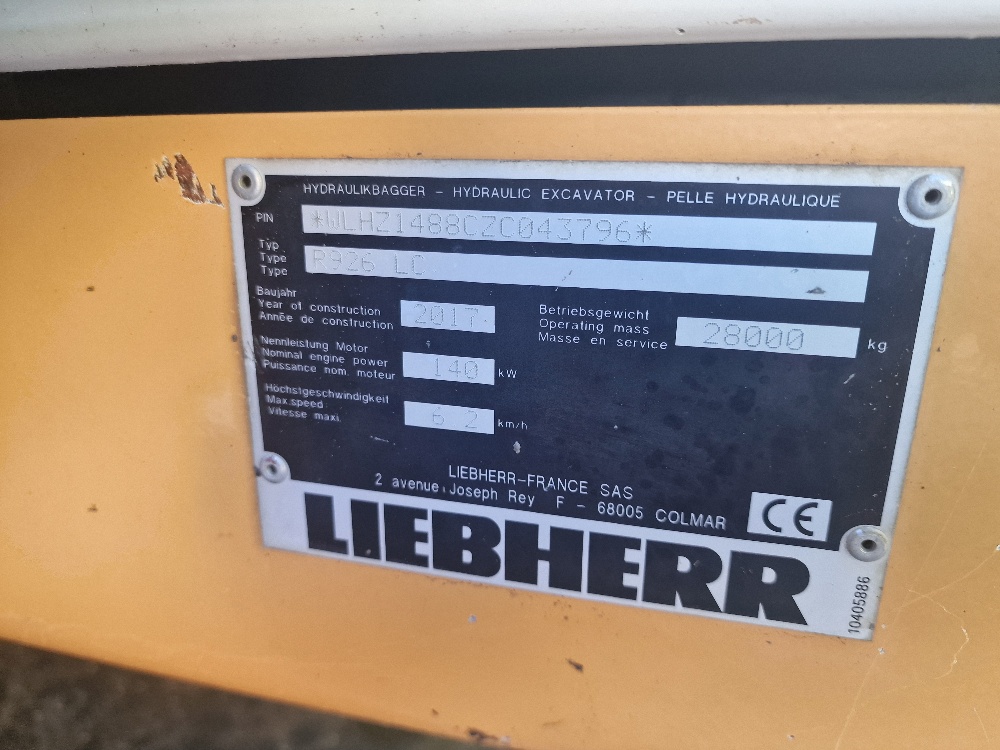 HYDRAULIKBAGGER - HYDRAULIC EXCAVATOR - PELLE HYDRAULIQUE
PIN *WLHZ1488CZC043796*
Typ
Type R926 LC
Type
Baujahr
Year of construction 2017
Année de construction
Betriebsgewicht
Operating mass 28000 kg
Masse en service
Nennleistung Motor
Nominal engine power 140 kW
Puissance nom. moteur
Höchstgeschwindigkeit
Max.speed 6 2 km/h
Vitesse maxi.
LIEBHERR-FRANCE SAS
2 avenue Joseph Rey F - 68005 COLMAR
CE
LIEBHERR
10405886